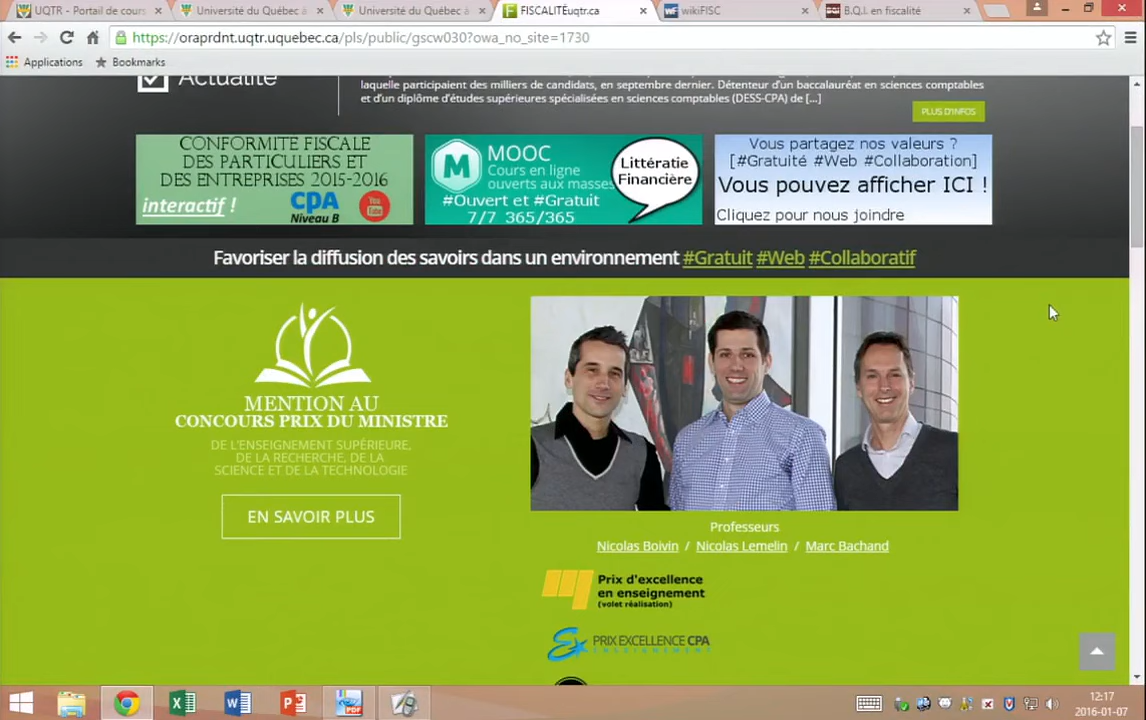 UQTR - Portail de cours
Université du Québec à
Université du Québec à
FISCALITÉuqtr.ca
wikiFISC
B.Q.I. en fiscalité
https://oraprdnt.uqtr.uquebec.ca/pls/public/gscw030?owa_no_site=1730
Applications
Bookmarks
Actualité
laquelle participaient des milliers de candidats, en septembre dernier. Détenteur d'un baccalauréat en sciences comptables
et d'un diplôme d'études supérieures spécialisées en sciences comptables (DESS-CPA) de [...]
PLUS D'INFOS
CONFORMITE FISCALE
DES PARTICULIERS ET
DES ENTREPRISES 2015-2016
interactif !
CPA
Niveau B
You
Tube
M
MOOC
Cours en ligne
ouverts aux masses
#Ouvert et #Gratuit
7/7 365/365
Littératie
Financière
Vous partagez nos valeurs ?
[#Gratuité #Web #Collaboration]
Vous pouvez afficher ICI !
Cliquez pour nous joindre
Favoriser la diffusion des savoirs dans un environnement #Gratuit #Web #Collaboratif
MENTION AU
CONCOURS PRIX DU MINISTRE
DE L'ENSEIGNEMENT SUPÉRIEURE,
DE LA RECHERCHE, DE LA
SCIENCE ET DE LA TECHNOLOGIE
EN SAVOIR PLUS
Professeurs
Nicolas Boivin / Nicolas Lemelin / Marc Bachand
Prix d'excellence
en enseignement
(volet réalisation)
PRIX EXCELLENCE CPA
ENSEIGNEMENT
12:17
2016-01-07